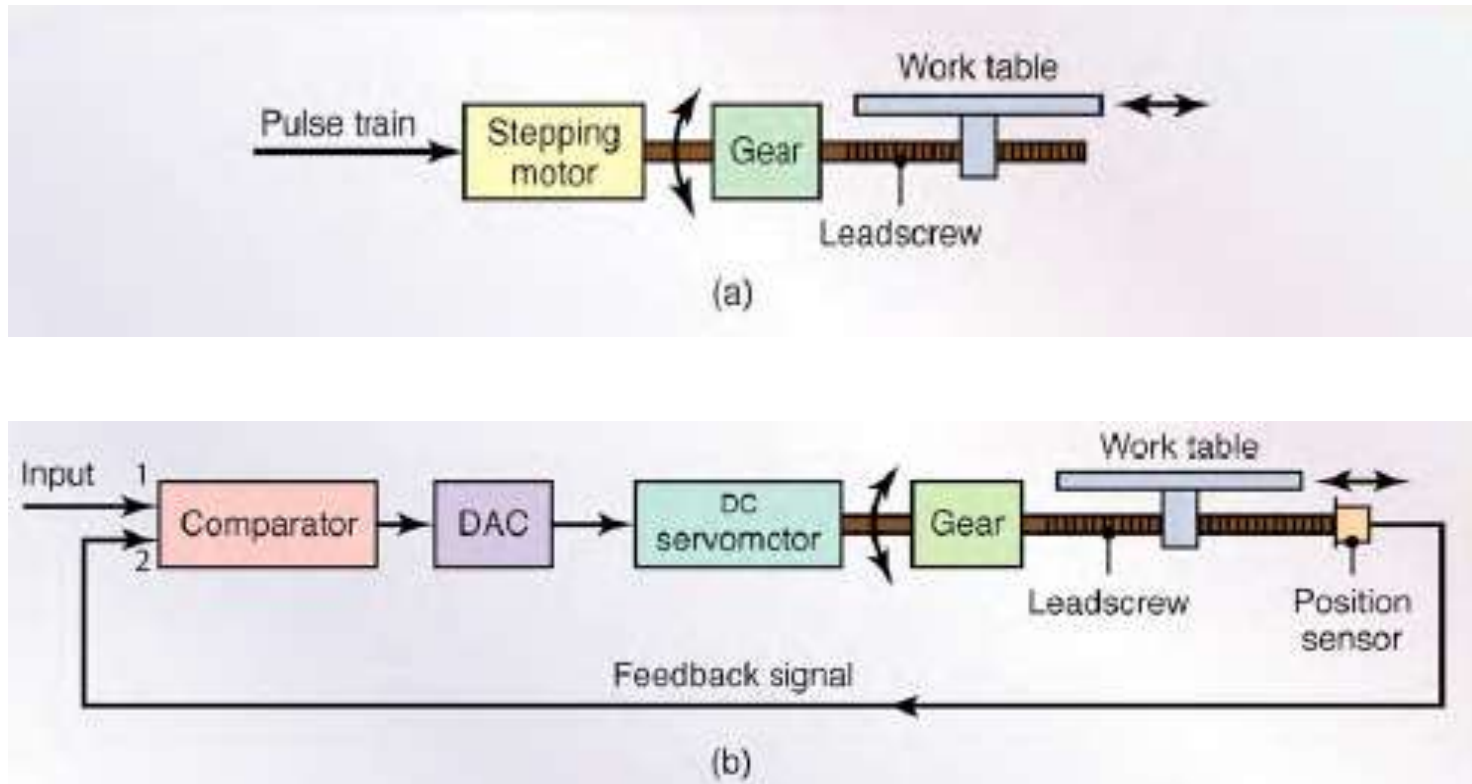 Work table
Pulse train
Stepping
motor
Gear
Leadscrew
(a)
Work table
Input
1
2
Comparator
DAC
DC
servomotor
Gear
Leadscrew
Position
sensor
Feedback signal
(b)